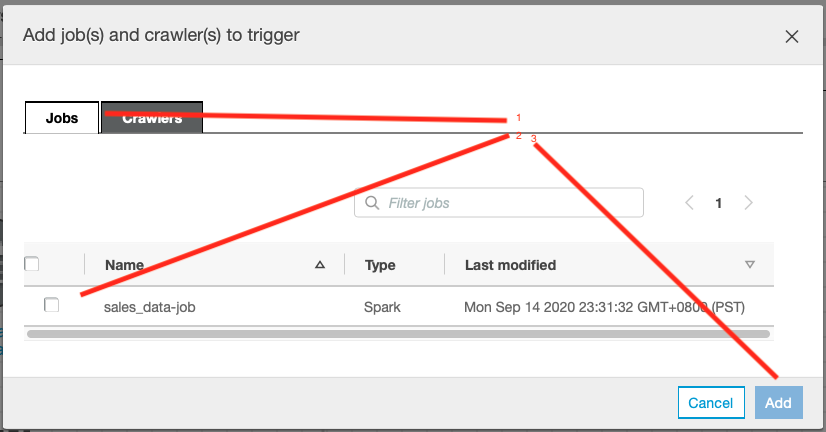 Add job(s) and crawler(s) to trigger
Jobs Crawlers
1
2 3
Filter jobs 1
Name Type Last modified
sales_data-job Spark Mon Sep 14 2020 23:31:32 GMT+0800 (PST)
Cancel Add